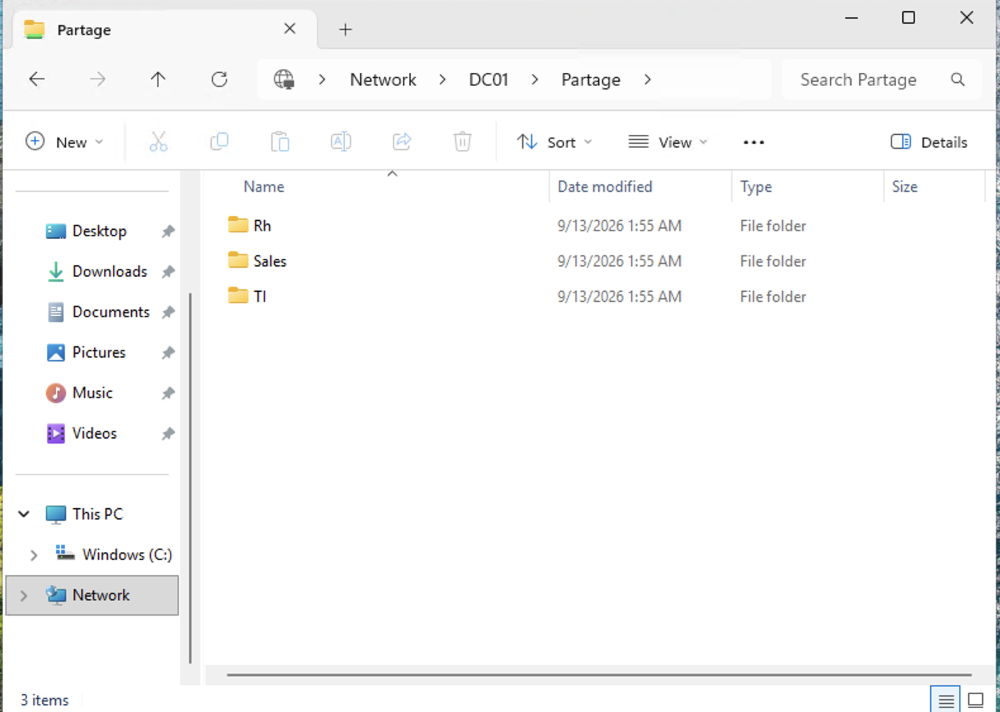 Partage
Network > DC01 > Partage >
Search Partage
New
Sort
View
Details
Name
Date modified
Type
Size
Rh 9/13/2026 1:55 AM File folder
Sales 9/13/2026 1:55 AM File folder
TI 9/13/2026 1:55 AM File folder
Desktop
Downloads
Documents
Pictures
Music
Videos
This PC
Windows (C:)
Network
3 items